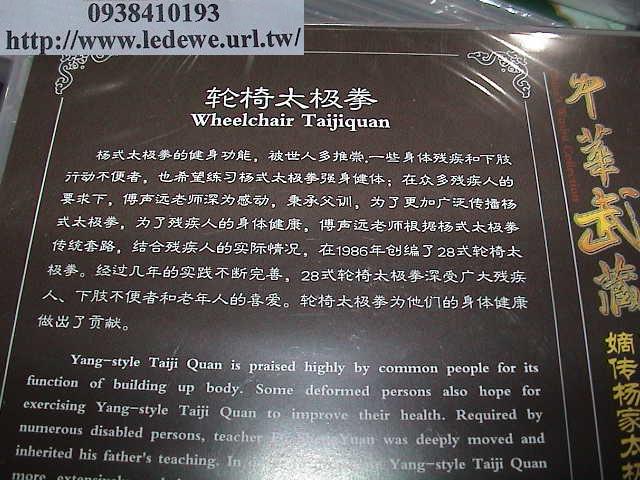 0938410193
http://www.ledewe.url.tw/
轮椅太极拳
Wheelchair Taijiquan
杨式太极拳的健身功能，被世人多推崇.一些身体残疾和下肢
行动不便者，也希望练习杨式太极拳强身健体；在众多残疾人的
要求下，傅声远老师深为感动，秉承父训，为了更加广泛传播杨
式太极拳，为了残疾人的身体健康，傅声远老师根据杨式太极拳
传统套路，结合残疾人的实际情况，在1986年创编了28式轮椅太
极拳。经过几年的实践不断完善，28式轮椅太极拳深受广大残疾
人、下肢不便者和老年人的喜爱。轮椅太极拳为他们的身体健康
做出了贡献。
Yang-style Taiji Quan is praised highly by common people for its
function of building up body. Some deformed persons also hope for
exercising Yang-style Taiji Quan to improve their health. Required by
numerous disabled persons, teacher Yuan was deeply moved and
inherited his father's teaching. In Yang-style Taiji Quan
中華武藏
Collection
嫡传杨家太极